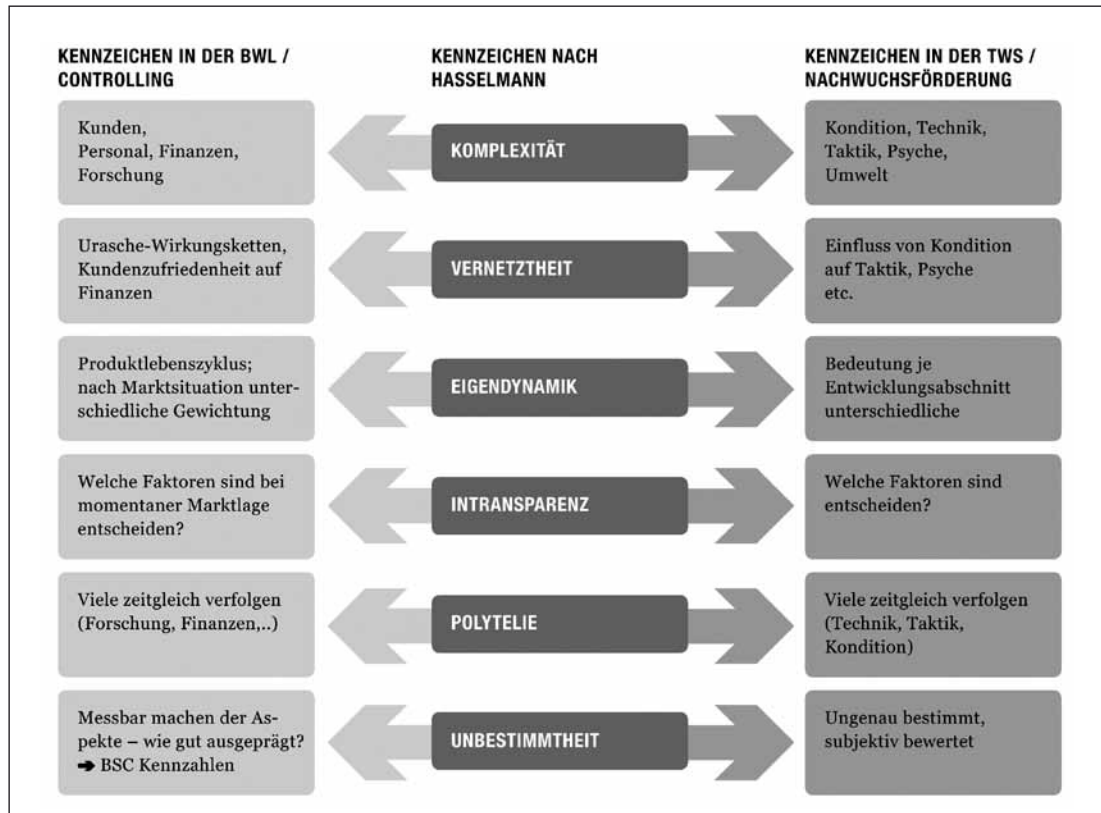 KENNZEICHEN IN DER BWL /
CONTROLLING
KENNZEICHEN NACH
HASSELMANN
KENNZEICHEN IN DER TWS /
NACHWUCHSFÖRDERUNG
Kunden,
Personal, Finanzen,
Forschung
KOMPLEXITÄT
Kondition, Technik,
Taktik, Psyche,
Umwelt
Urasche-Wirkungsketten,
Kundenzufriedenheit auf
Finanzen
VERNETZTHEIT
Einfluss von Kondition
auf Taktik, Psyche
etc.
Produktlebenszyklus;
nach Marktsituation unter-
schiedliche Gewichtung
EIGENDYNAMIK
Bedeutung je
Entwicklungsabschnitt
unterschiedliche
Welche Faktoren sind bei
momentaner Marktlage
entscheiden?
INTRANSPARENZ
Welche Faktoren sind
entscheiden?
Viele zeitgleich verfolgen
(Forschung, Finanzen,..)
POLYTELIE
Viele zeitgleich verfolgen
(Technik, Taktik,
Kondition)
Messbar machen der As-
pekte – wie gut ausgeprägt?
➔ BSC Kennzahlen
UNBESTIMMTHEIT
Ungenau bestimmt,
subjektiv bewertet